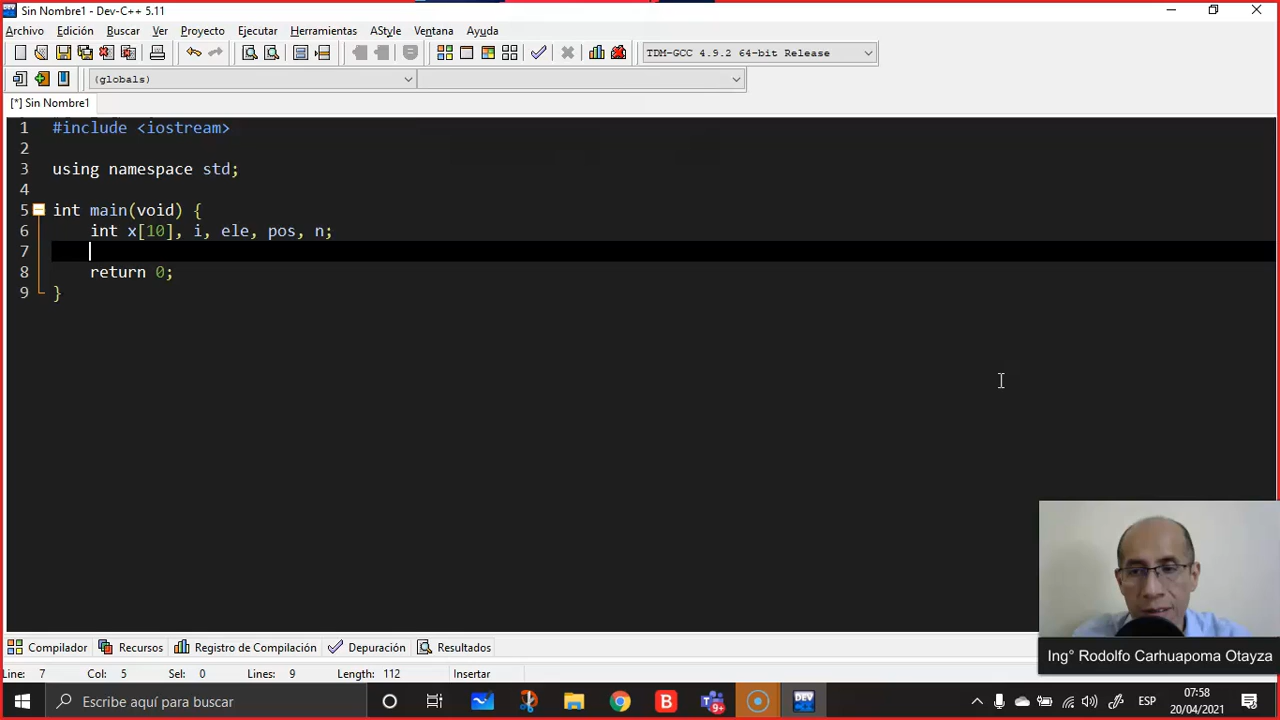 Sin Nombre1 - Dev-C++ 5.11
Archivo Edición Buscar Ver Proyecto Ejecutar Herramientas AStyle Ventana Ayuda
TDM-GCC 4.9.2 64-bit Release
(globals)
[*] Sin Nombre1
1 #include <iostream>
2
3 using namespace std;
4
5 int main(void) {
6 int x[10], i, ele, pos, n;
7
8 return 0;
9 }
Ing° Rodolfo Carhuapoma Otayza
Compilador Recursos Registro de Compilación Depuración Resultados
Line: 7 Col: 5 Sel: 0 Lines: 9 Length: 112 Insertar
Escribe aquí para buscar
9+
ESP
07:58
20/04/2021